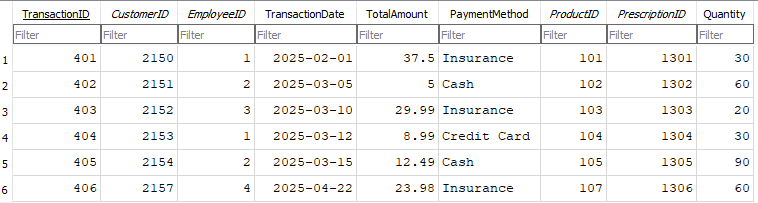 TransactionID CustomerID EmployeeID TransactionDate TotalAmount PaymentMethod ProductID PrescriptionID Quantity
Filter Filter Filter Filter Filter Filter Filter Filter Filter
1 401 2150 1 2025-02-01 37.5 Insurance 101 1301 30
2 402 2151 2 2025-03-05 5 Cash 102 1302 60
3 403 2152 3 2025-03-10 29.99 Insurance 103 1303 20
4 404 2153 1 2025-03-12 8.99 Credit Card 104 1304 30
5 405 2154 2 2025-03-15 12.49 Cash 105 1305 90
6 406 2157 4 2025-04-22 23.98 Insurance 107 1306 60